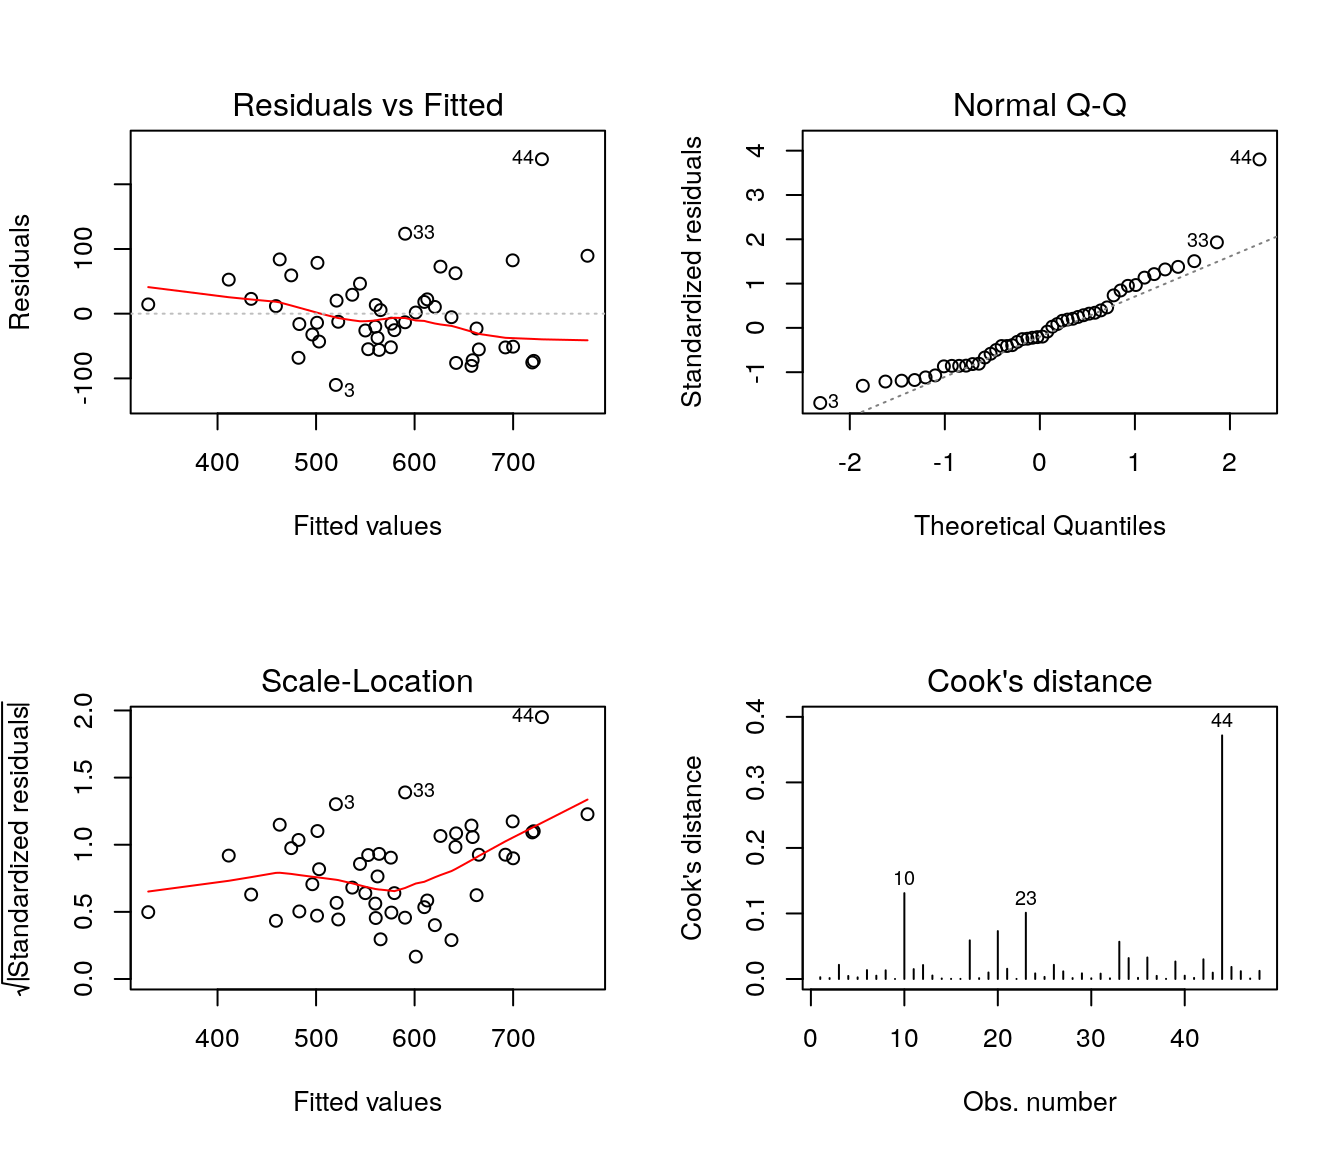 Residuals vs Fitted
Residuals
-100 0 100
44
33
3
400 500 600 700
Fitted values
Normal Q-Q
Standardized residuals
-1 0 1 2 3 4
44
33
3
-2 -1 0 1 2
Theoretical Quantiles
Scale-Location
√|Standardized residuals|
0.0 0.5 1.0 1.5 2.0
44
33
3
400 500 600 700
Fitted values
Cook's distance
Cook's distance
0.0 0.1 0.2 0.3 0.4
44
10
23
0 10 20 30 40
Obs. number